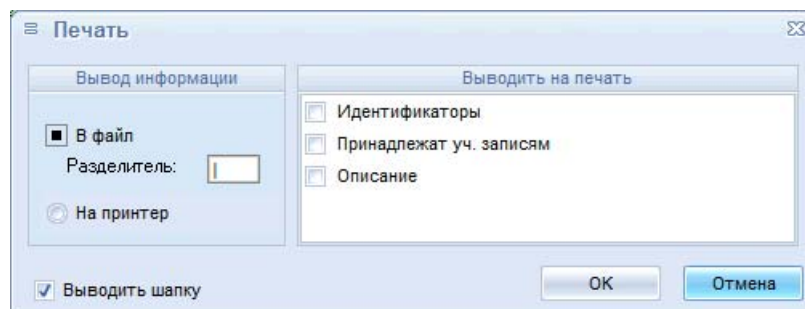 Печать
Вывод информации
В файл
Разделитель: |
На принтер
Выводить на печать
Идентификаторы
Принадлежат уч. записям
Описание
Выводить шапку
OK
Отмена